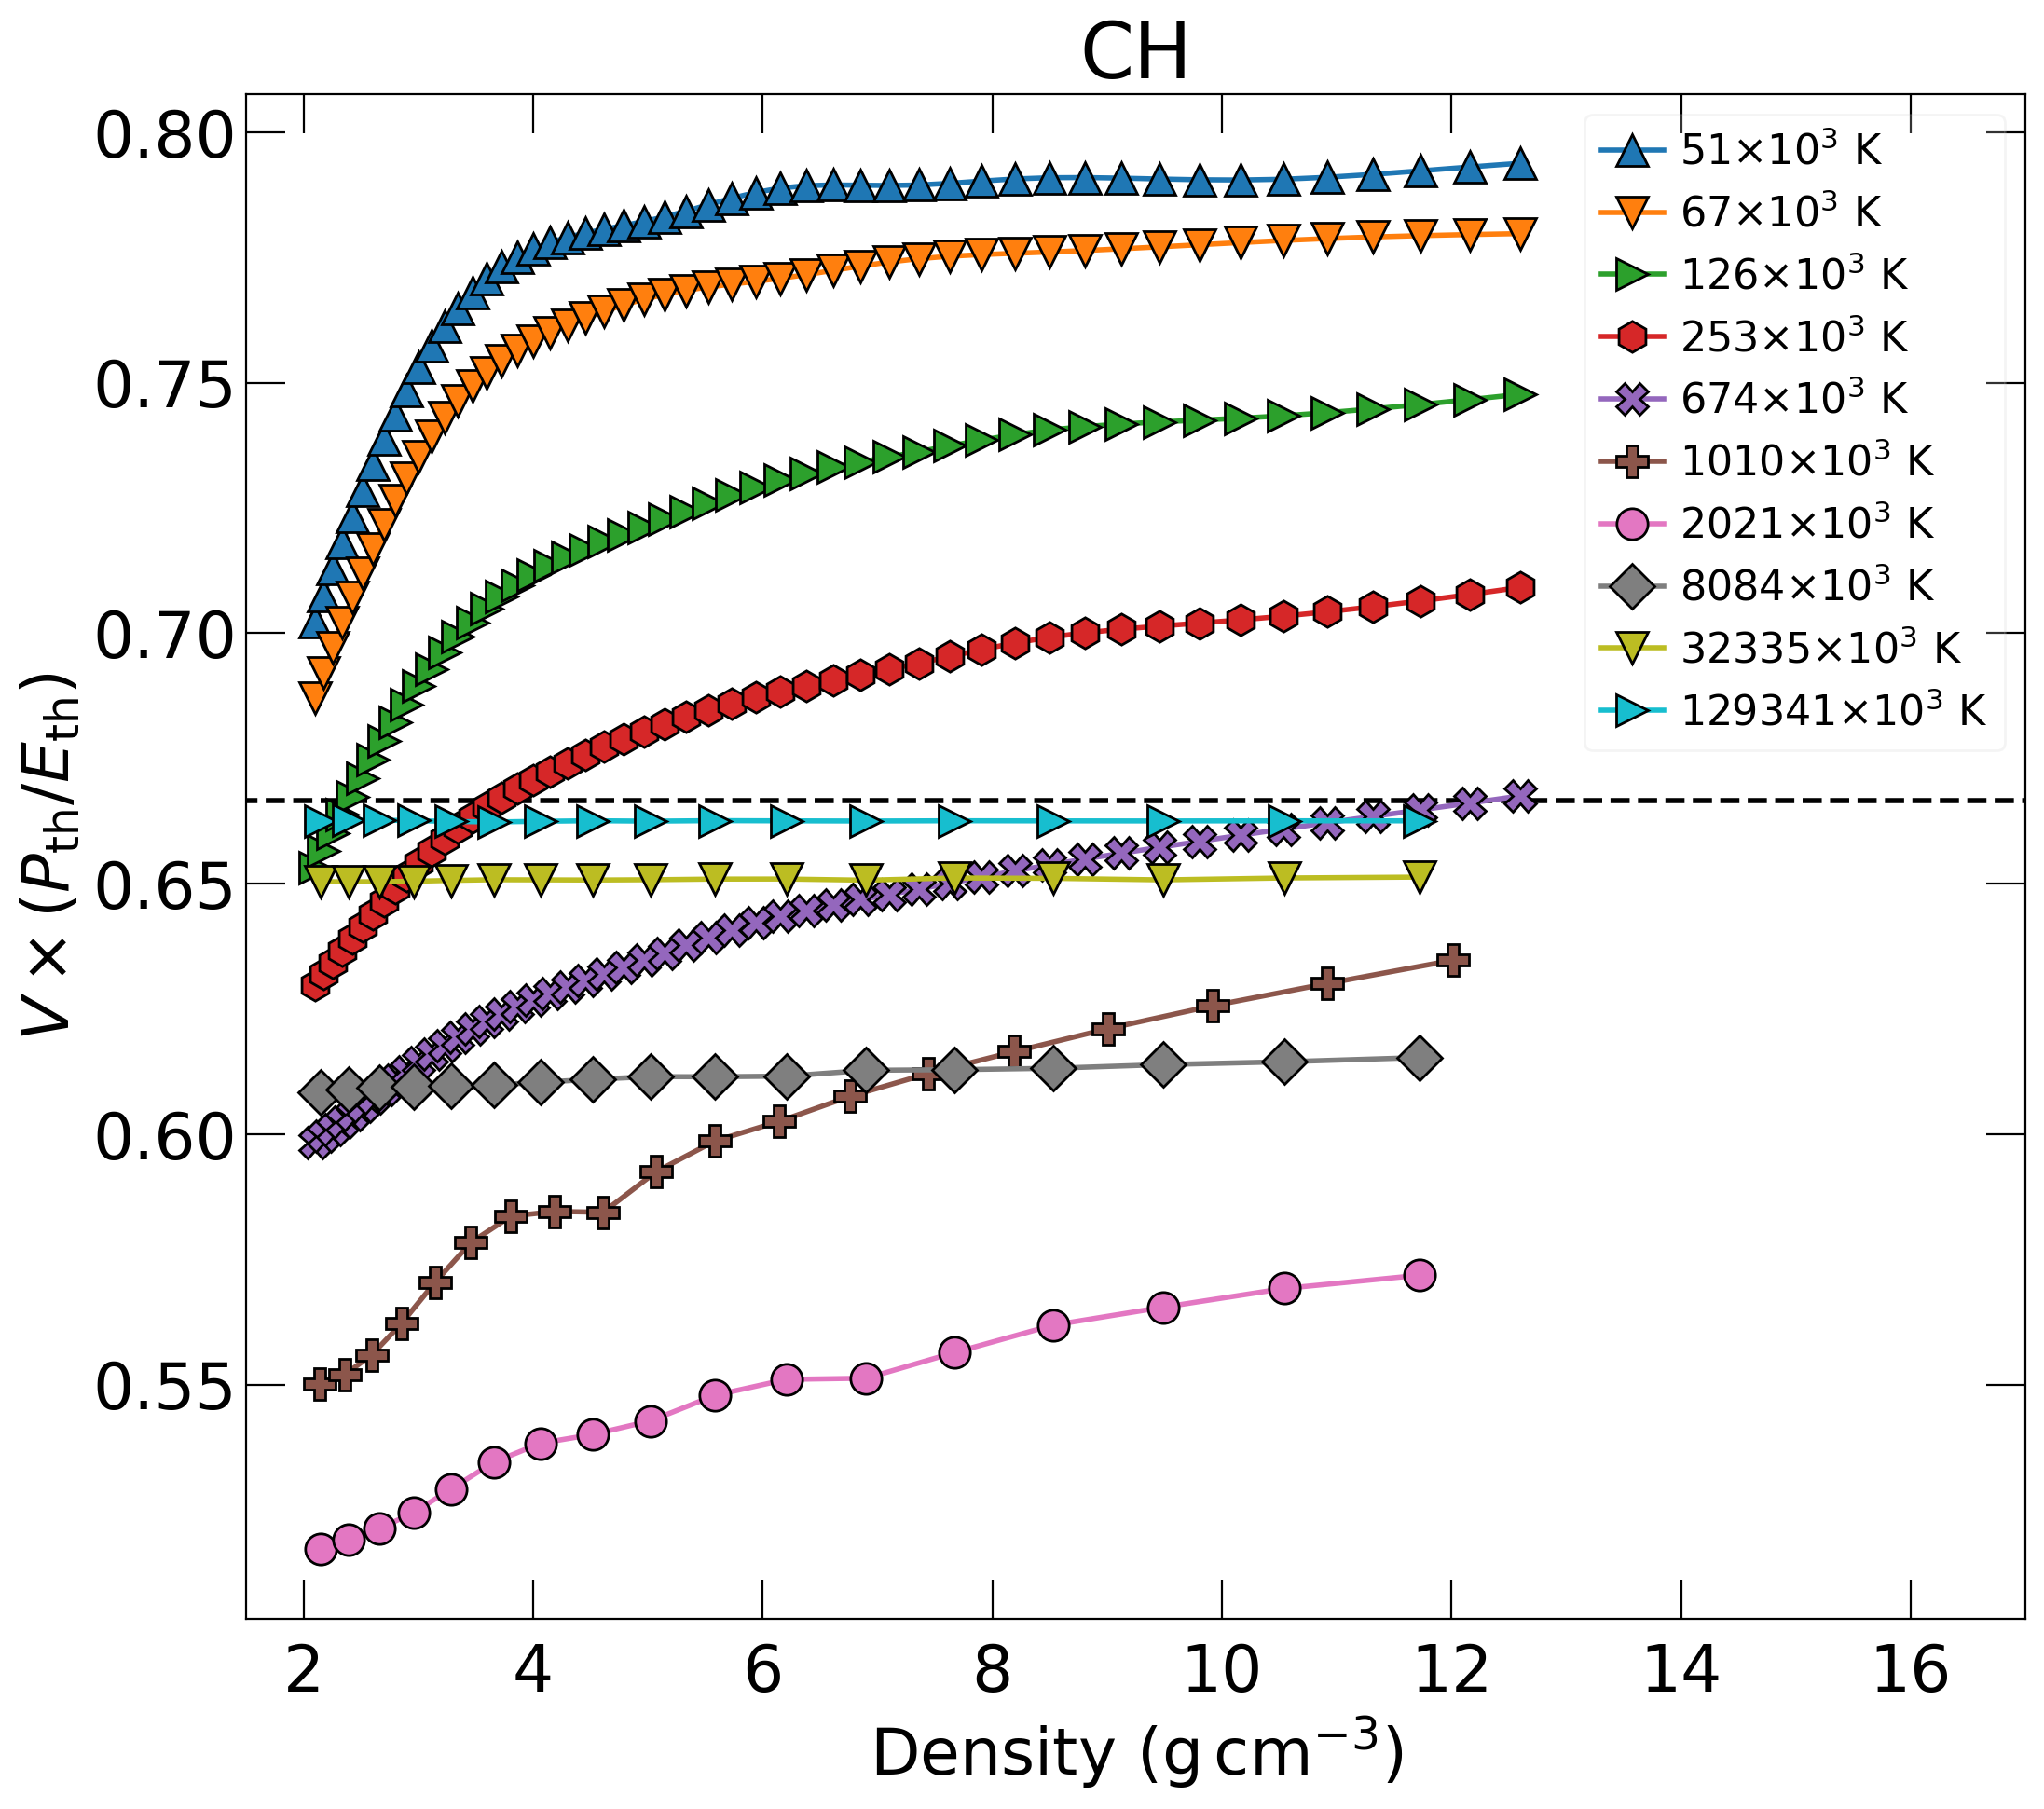 CH
0.80
0.75
0.70
0.65
0.60
0.55
V × (P_th/E_th)
51×10³ K
67×10³ K
126×10³ K
253×10³ K
674×10³ K
1010×10³ K
2021×10³ K
8084×10³ K
32335×10³ K
129341×10³ K
2 4 6 8 10 12 14 16
Density (g cm⁻³)